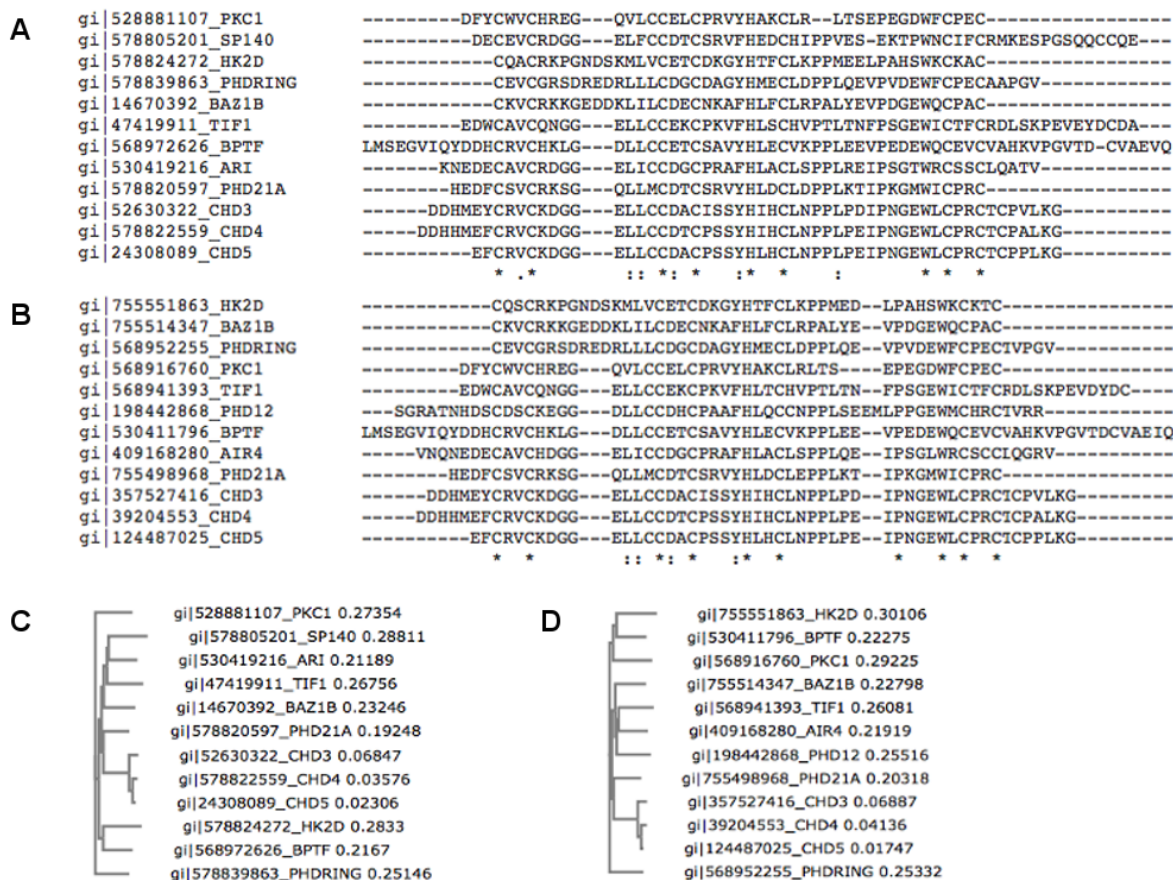 A
gi|528881107_PKC1 ---------DFYCWVCHREG---QVLCCELCPRVYHAKCLR--LTSEPEGDWFCPEC-----------------
gi|578805201_SP140 ----------DECEVCRDGG---ELFCCDTCSRVFHEDCHIPPVES-EKTPWNCIFCRMKESPGSQQCCQE---
gi|578824272_HK2D ------------CQACRKPGNDSKMLVCETCDKGYHTFCLKPPMEELPAHSWKCKAC-----------------
gi|578839863_PHDRING ------------CEVCGRSDREDRLLLCDGCDAGYHMECLDPPLQEVPVDEWFCPECAAPGV------------
gi|14670392_BAZ1B ------------CKVCRKKGEDDKLILCDECNKAFHLFCLRPALYEVPDGEWQCPAC-----------------
gi|47419911_TIF1 ---------EDWCAVCQNGG---ELLCCEKCPKVFHLSCHVPTLTNFPSGEWICTFCRDLSKPEVEYDCDA---
gi|568972626_BPTF LMSEGVIQYDDHCRVCHKLG---DLLCCETCSAVYHLECVKPPLEEVPEDEWQCEVCVAHKVPGVTD-CVAEVQ
gi|530419216_ARI -------KNEDECAVCRDGG---ELICCDGCPRAFHLACLSPPLREIPSGTWRCSSCLQATV------------
gi|578820597_PHD21A --------HEDFCSVCRKSG---QLLMCDTCSRVYHLDCLDPPLKTIPKGMWICPRC-----------------
gi|52630322_CHD3 ------DDHMEYCRVCKDGG---ELLCCDACISSYHIHCLNPPLPDIPNGEWLCPRCTCPVLKG----------
gi|578822559_CHD4 ------DDHMEFCRVCKDGG---ELLCCDACPSSYHIHCLNPPLPEIPNGEWLCPRCTCPALKG----------
gi|24308089_CHD5 ----------EFCRVCKDGG---ELLCCDACPSSYHLHCLNPPLPEIPNGEWLCPRCTCPPLKG----------
* .* :: *: * :* * : * * *
B
gi|755551863_HK2D ------------CQSCRKPGNDSKMLVCETCDKGYHTFCLKPPMED--LPAHSWKCKTC----------------
gi|755514347_BAZ1B ------------CKVCRKKGEDDKLILCDECNKAFHLFCLRPALYE--VPDGEWQCPAC----------------
gi|568952255_PHDRING ------------CEVCGRSDREDRLLLCDGCDAGYHMECLDPPLQE--VPVDEWFCPECTVPGV-----------
gi|568916760_PKC1 ---------DFYCWVCHREG---QVLCCELCPRVYHAKCLRLTS----EPEGDWFCPEC----------------
gi|568941393_TIF1 ---------EDWCAVCQNGG---ELLCCEKCPKVFHLTCHVPTLTN--FPSGEWICTFCRDLSKPEVDYDC----
gi|198442868_PHD12 ---SGRATNHDSCDSCKEGG---DLLCCDHCPAAFHLQCCNPPLSEEMLPPGEWMCHRCTVRR------------
gi|530411796_BPTF LMSEGVIQYDDHCRVCHKLG---DLLCCETCSAVYHLECVKPPLEE--VPEDEWQCEVCVAHKVPGVTDCVAEIQ
gi|409168280_AIR4 -----VNQNEDECAVCHDGG---ELICCDGCPRAFHLACLSPPLQE--IPSGLWRCSCCLQGRV-----------
gi|755498968_PHD21A --------HEDFCSVCRKSG---QLLMCDTCSRVYHLDCLEPPLKT--IPKGMWICPRC----------------
gi|357527416_CHD3 ------DDHMEYCRVCKDGG---ELLCCDACISSYHIHCLNPPLPD--IPNGEWLCPRCTCPVLKG---------
gi|39204553_CHD4 ------DDHMEFCRVCKDGG---ELLCCDTCPSSYHIHCLNPPLPE--IPNGEWLCPRCTCPALKG---------
gi|124487025_CHD5 ----------EFCRVCKDGG---ELLCCDACPSSYHLHCLNPPLPE--IPNGEWLCPRCTCPPLKG---------
* * :: *: * :* * * * * *
C
gi|528881107_PKC1 0.27354
gi|578805201_SP140 0.28811
gi|530419216_ARI 0.21189
gi|47419911_TIF1 0.26756
gi|14670392_BAZ1B 0.23246
gi|578820597_PHD21A 0.19248
gi|52630322_CHD3 0.06847
gi|578822559_CHD4 0.03576
gi|24308089_CHD5 0.02306
gi|578824272_HK2D 0.2833
gi|568972626_BPTF 0.2167
gi|578839863_PHDRING 0.25146
D
gi|755551863_HK2D 0.30106
gi|530411796_BPTF 0.22275
gi|568916760_PKC1 0.29225
gi|755514347_BAZ1B 0.22798
gi|568941393_TIF1 0.26081
gi|409168280_AIR4 0.21919
gi|198442868_PHD12 0.25516
gi|755498968_PHD21A 0.20318
gi|357527416_CHD3 0.06887
gi|39204553_CHD4 0.04136
gi|124487025_CHD5 0.01747
gi|568952255_PHDRING 0.25332